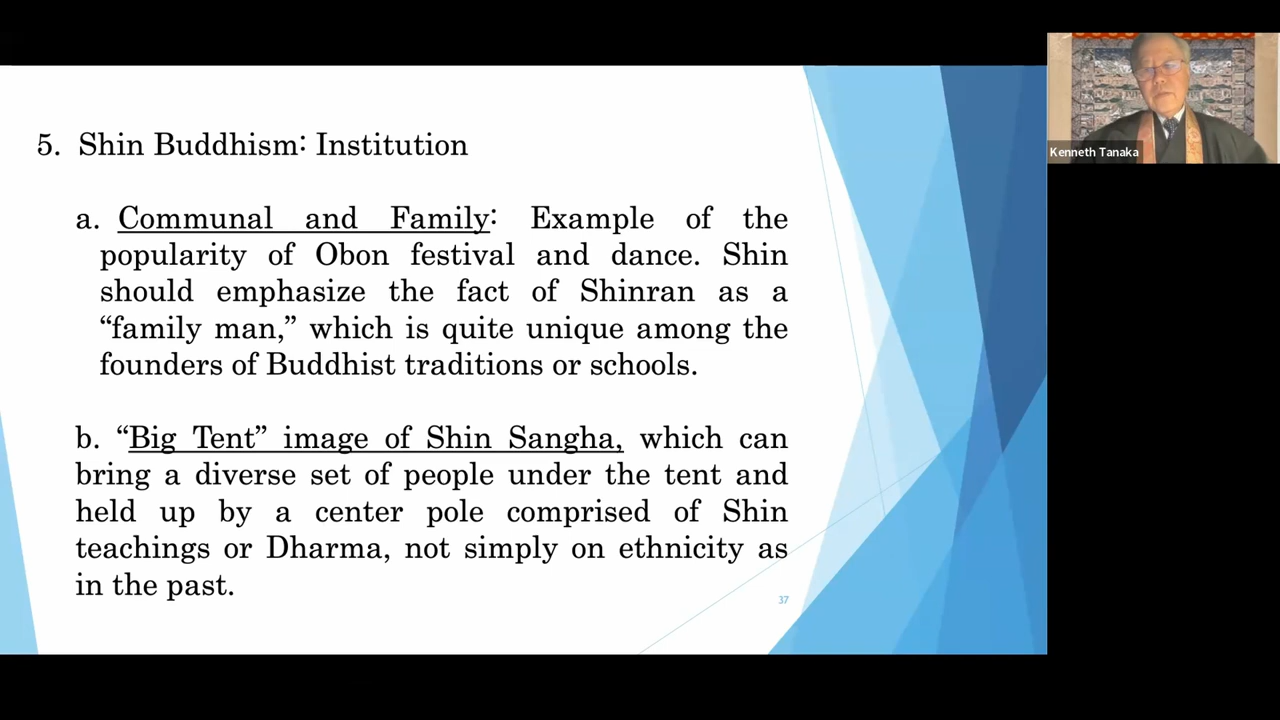 5. Shin Buddhism: Institution
a. Communal and Family: Example of the
popularity of Obon festival and dance. Shin
should emphasize the fact of Shinran as a
“family man,” which is quite unique among the
founders of Buddhist traditions or schools.
b. “Big Tent” image of Shin Sangha, which can
bring a diverse set of people under the tent and
held up by a center pole comprised of Shin
teachings or Dharma, not simply on ethnicity as
in the past.
37
Kenneth Tanaka